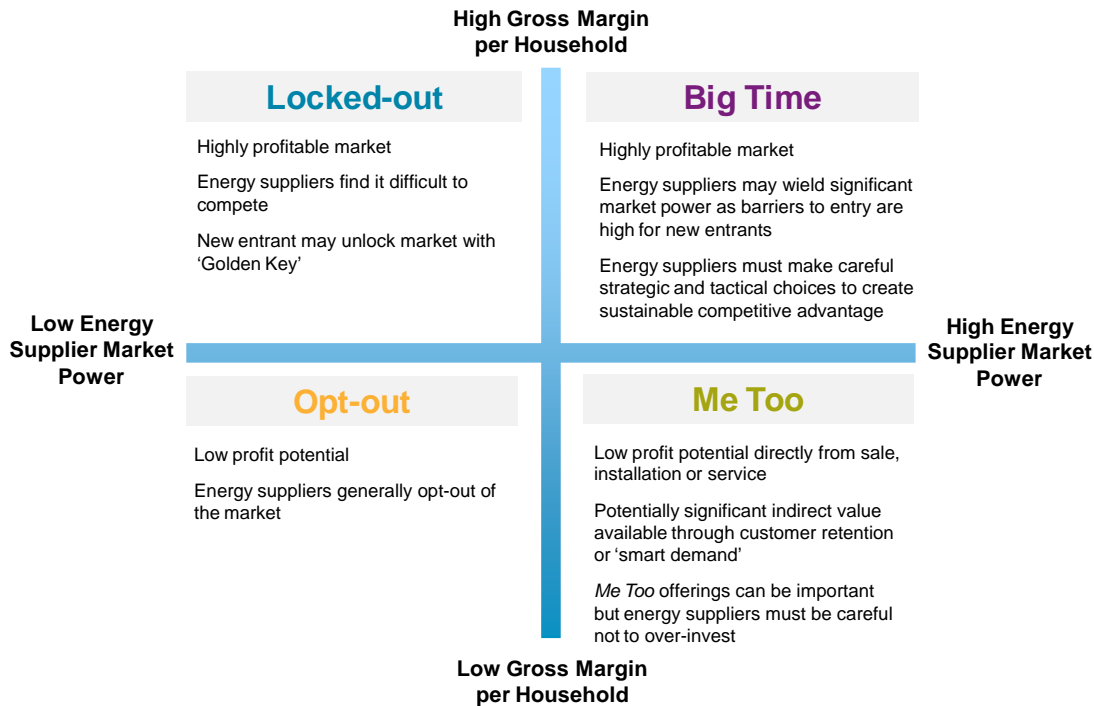 High Gross Margin
per Household
Locked-out
Highly profitable market
Energy suppliers find it difficult to
compete
New entrant may unlock market with
‘Golden Key’
Big Time
Highly profitable market
Energy suppliers may wield significant
market power as barriers to entry are
high for new entrants
Energy suppliers must make careful
strategic and tactical choices to create
sustainable competitive advantage
Low Energy
Supplier Market
Power
High Energy
Supplier Market
Power
Opt-out
Low profit potential
Energy suppliers generally opt-out of
the market
Me Too
Low profit potential directly from sale,
installation or service
Potentially significant indirect value
available through customer retention
or ‘smart demand’
Me Too offerings can be important
but energy suppliers must be careful
not to over-invest
Low Gross Margin
per Household